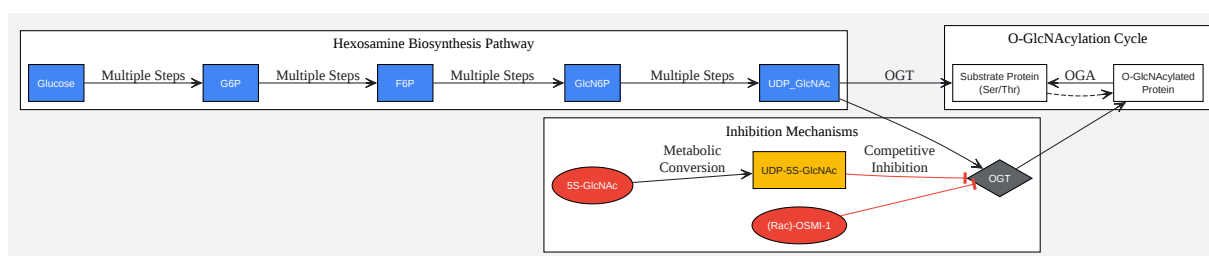 Hexosamine Biosynthesis Pathway
Glucose
Multiple Steps
G6P
Multiple Steps
F6P
Multiple Steps
GlcN6P
Multiple Steps
UDP_GlcNAc
OGT
O-GlcNAcylation Cycle
Substrate Protein
(Ser/Thr)
OGA
O-GlcNAcylated
Protein
Inhibition Mechanisms
5S-GlcNAc
Metabolic
Conversion
UDP-5S-GlcNAc
Competitive
Inhibition
OGT
(Rac)-OSMI-1